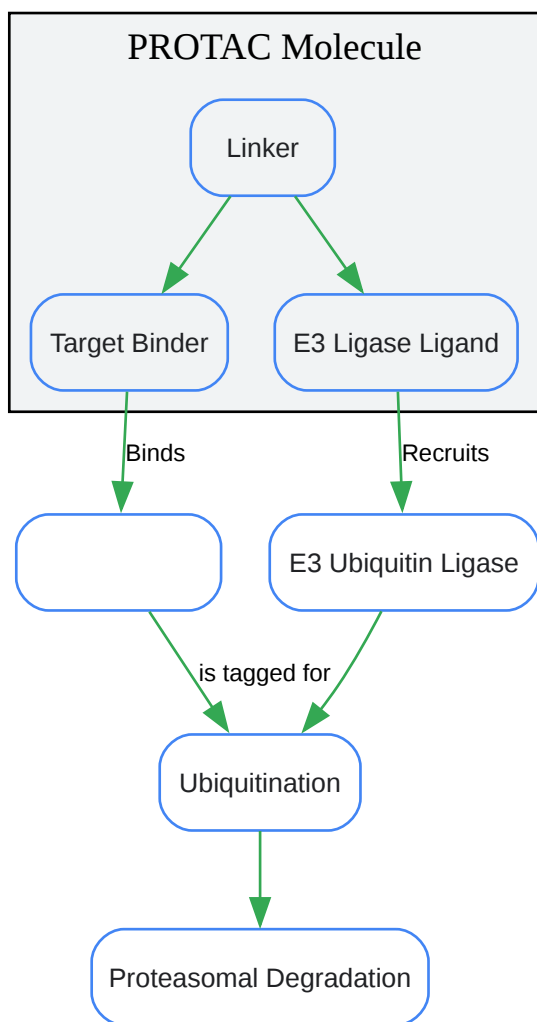 PROTAC Molecule
Linker
Target Binder
E3 Ligase Ligand
Binds
Recruits
E3 Ubiquitin Ligase
is tagged for
Ubiquitination
Proteasomal Degradation